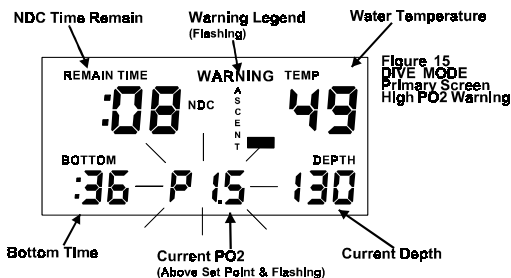 NDC Time Remain
Warning Legend
(Flashing)
Water Temperature
Figure 15
DIVE MODE
Primary Screen
High PO2 Warning
REMAIN TIME
WARNING
TEMP
:08
NDC
ASCENT
49
BOTTOM
DEPTH
:36
P 1.5
130
Bottom Time
Current PO2
(Above Set Point & Flashing)
Current Depth